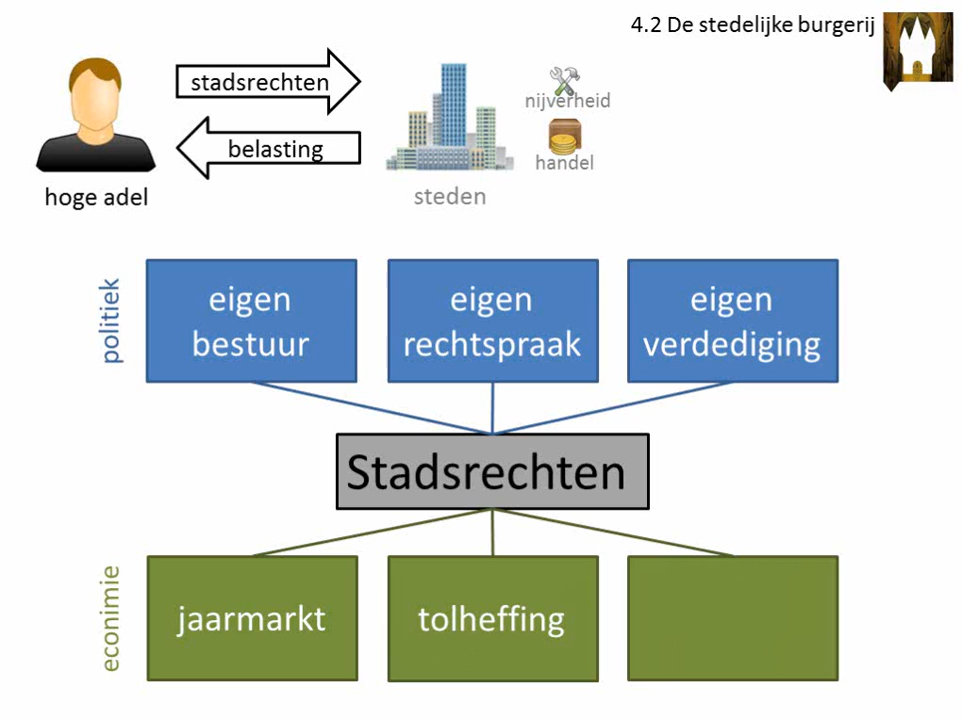 4.2 De stedelijke burgerij
stadsrechten
belasting
hoge adel
steden
nijverheid
handel
politiek
eigen
bestuur
eigen
rechtspraak
eigen
verdediging
Stadsrechten
econimie
jaarmarkt
tolheffing